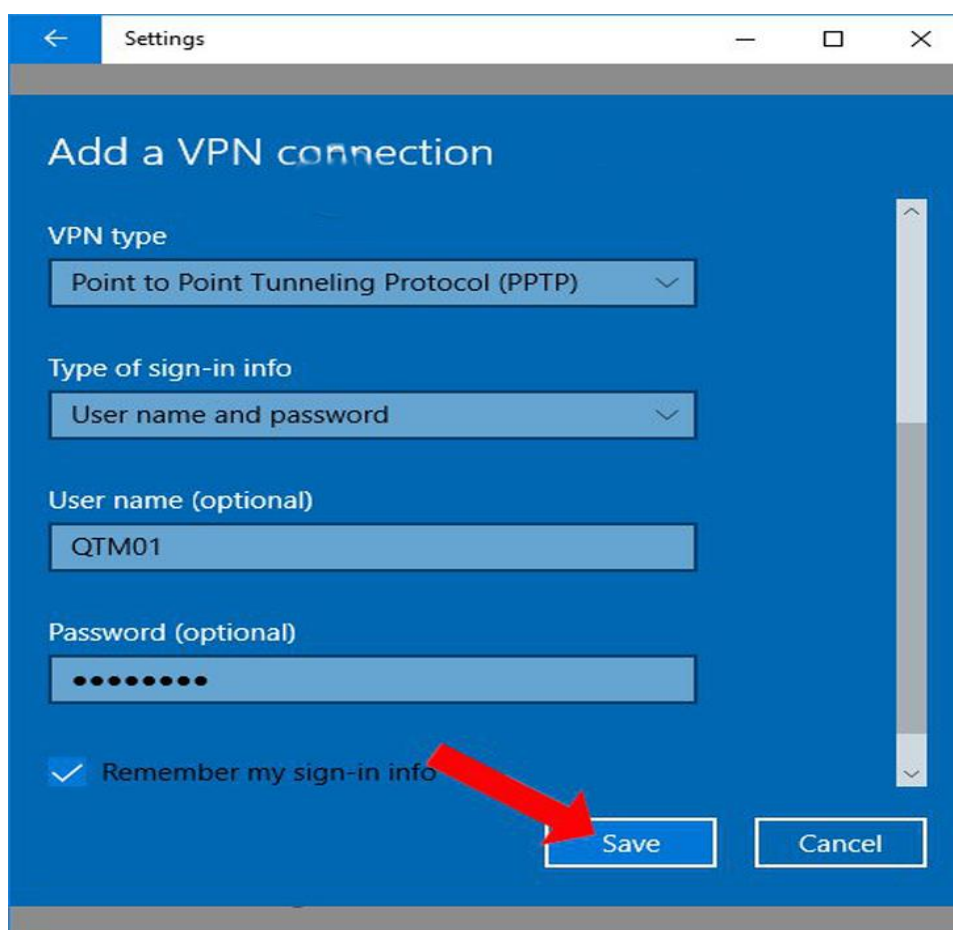 Settings
Add a VPN connection
VPN type
Point to Point Tunneling Protocol (PPTP)
Type of sign-in info
User name and password
User name (optional)
QTM01
Password (optional)
••••••••
Remember my sign-in info
Save Cancel